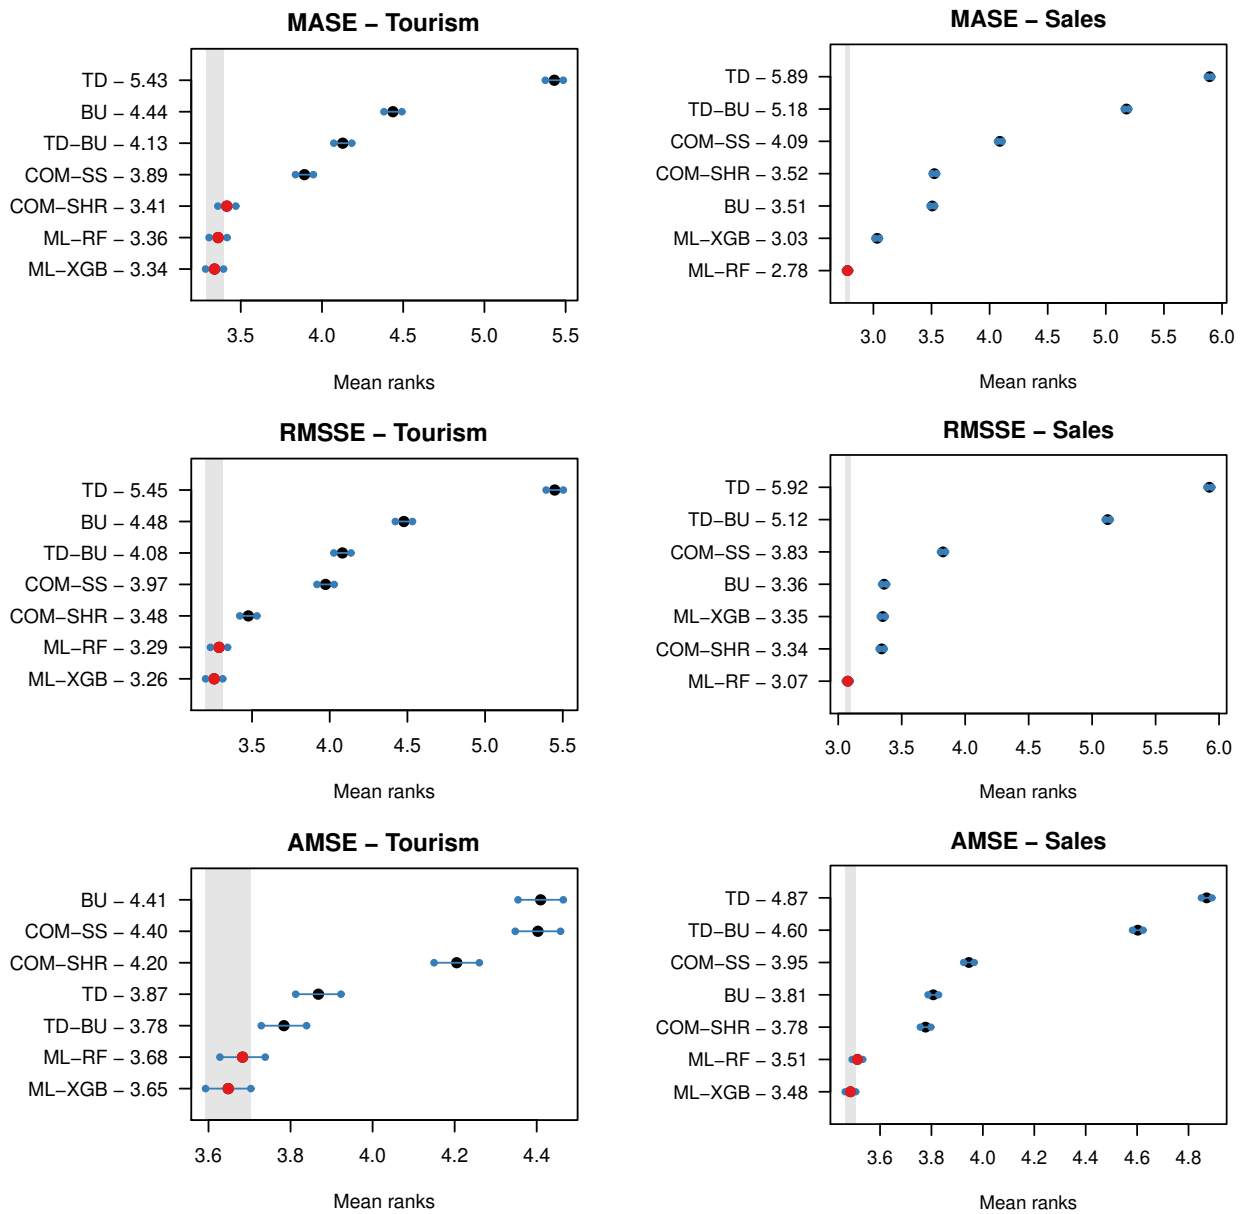 MASE – Tourism
TD – 5.43
BU – 4.44
TD–BU – 4.13
COM–SS – 3.89
COM–SHR – 3.41
ML–RF – 3.36
ML–XGB – 3.34
3.5 4.0 4.5 5.0 5.5
Mean ranks
MASE – Sales
TD – 5.89
TD–BU – 5.18
COM–SS – 4.09
COM–SHR – 3.52
BU – 3.51
ML–XGB – 3.03
ML–RF – 2.78
3.0 3.5 4.0 4.5 5.0 5.5 6.0
Mean ranks
RMSSE – Tourism
TD – 5.45
BU – 4.48
TD–BU – 4.08
COM–SS – 3.97
COM–SHR – 3.48
ML–RF – 3.29
ML–XGB – 3.26
3.5 4.0 4.5 5.0 5.5
Mean ranks
RMSSE – Sales
TD – 5.92
TD–BU – 5.12
COM–SS – 3.83
BU – 3.36
ML–XGB – 3.35
COM–SHR – 3.34
ML–RF – 3.07
3.0 3.5 4.0 4.5 5.0 5.5 6.0
Mean ranks
AMSE – Tourism
BU – 4.41
COM–SS – 4.40
COM–SHR – 4.20
TD – 3.87
TD–BU – 3.78
ML–RF – 3.68
ML–XGB – 3.65
3.6 3.8 4.0 4.2 4.4
Mean ranks
AMSE – Sales
TD – 4.87
TD–BU – 4.60
COM–SS – 3.95
BU – 3.81
COM–SHR – 3.78
ML–RF – 3.51
ML–XGB – 3.48
3.6 3.8 4.0 4.2 4.4 4.6 4.8
Mean ranks